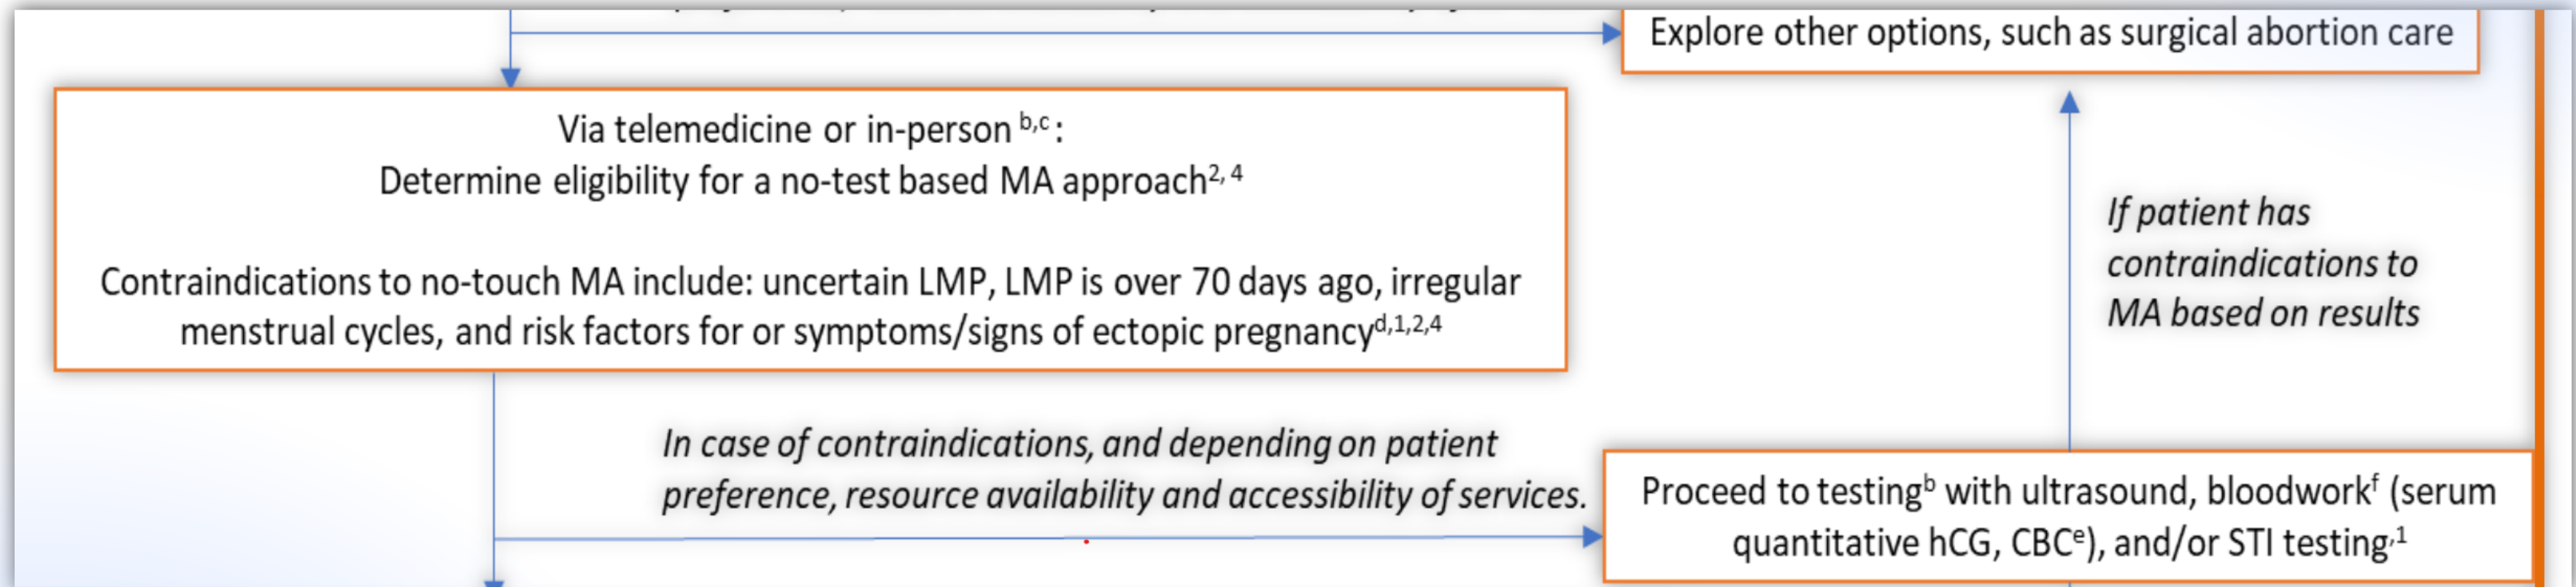 Explore other options, such as surgical abortion care
Via telemedicine or in-person b,c :
Determine eligibility for a no-test based MA approach2, 4
Contraindications to no-touch MA include: uncertain LMP, LMP is over 70 days ago, irregular
menstrual cycles, and risk factors for or symptoms/signs of ectopic pregnancyd,1,2,4
If patient has
contraindications to
MA based on results
In case of contraindications, and depending on patient
preference, resource availability and accessibility of services.
Proceed to testingb with ultrasound, bloodworkf (serum
quantitative hCG, CBCe), and/or STI testing,1